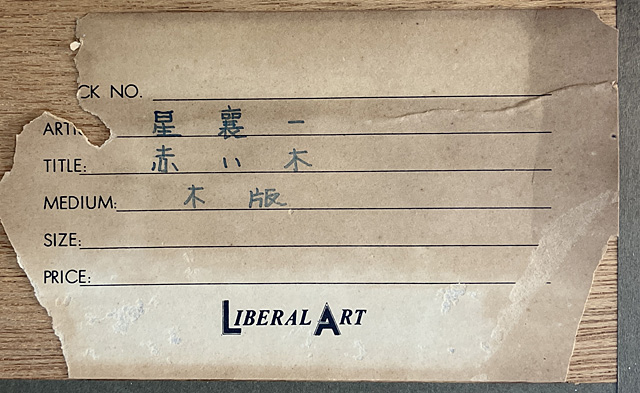 CK NO.
ARTI 星 襄 一
TITLE: 赤 い 木
MEDIUM: 木 版
SIZE:
PRICE:
LIBERAL ART